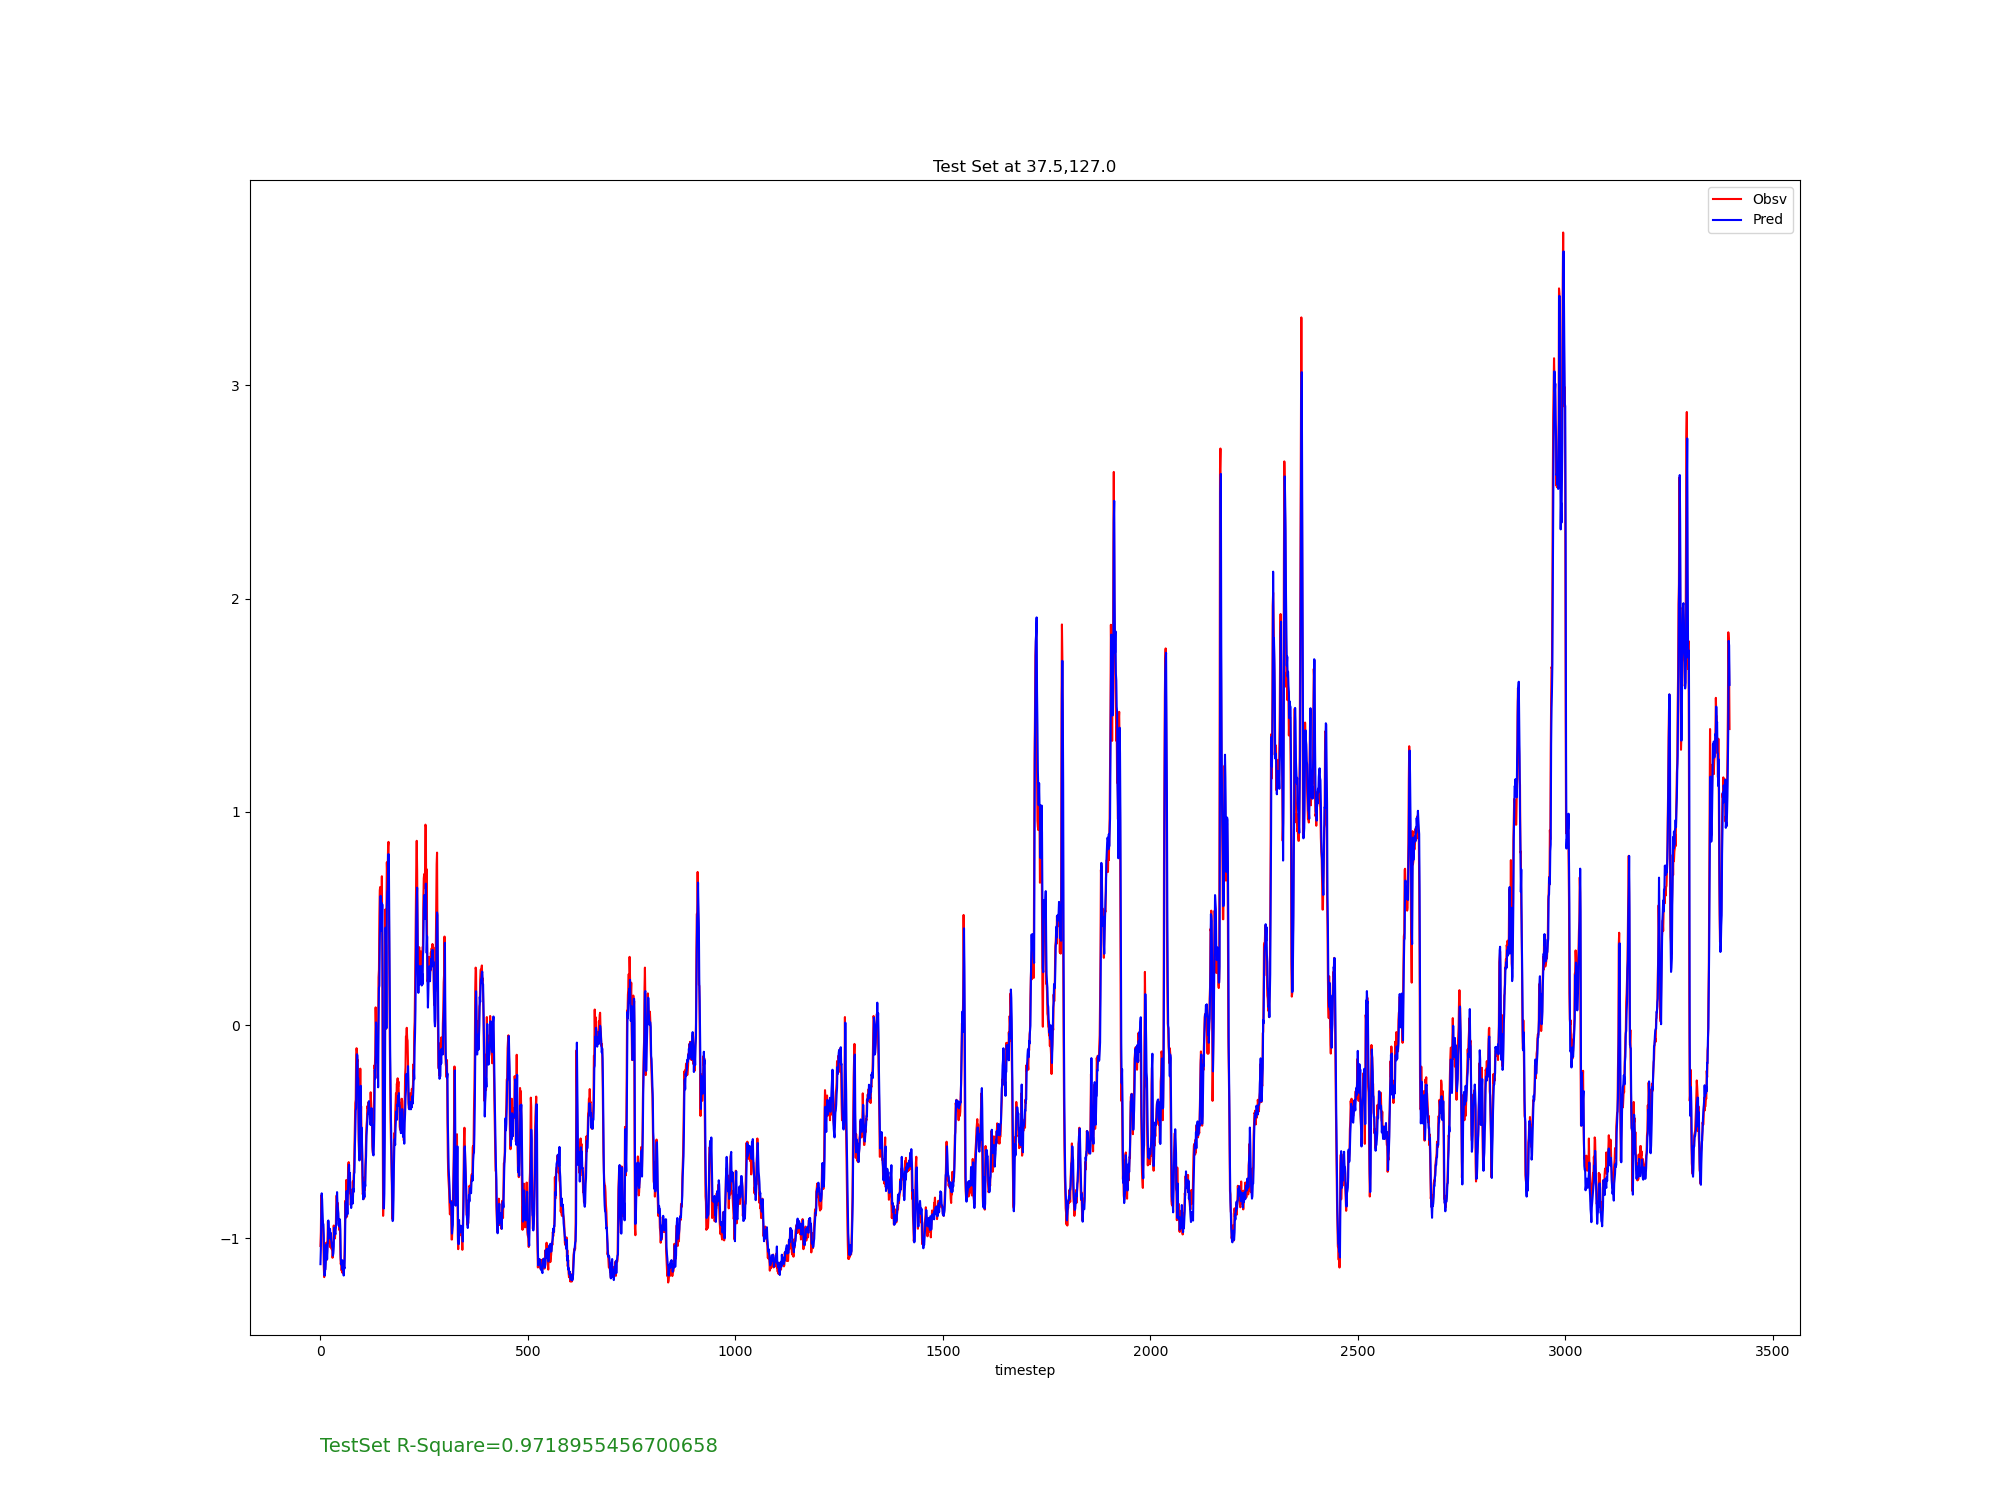 Test Set at 37.5,127.0
Obsv
Pred
3
2
1
0
−1
0 500 1000 1500 2000 2500 3000 3500
timestep
TestSet R-Square=0.9718955456700658